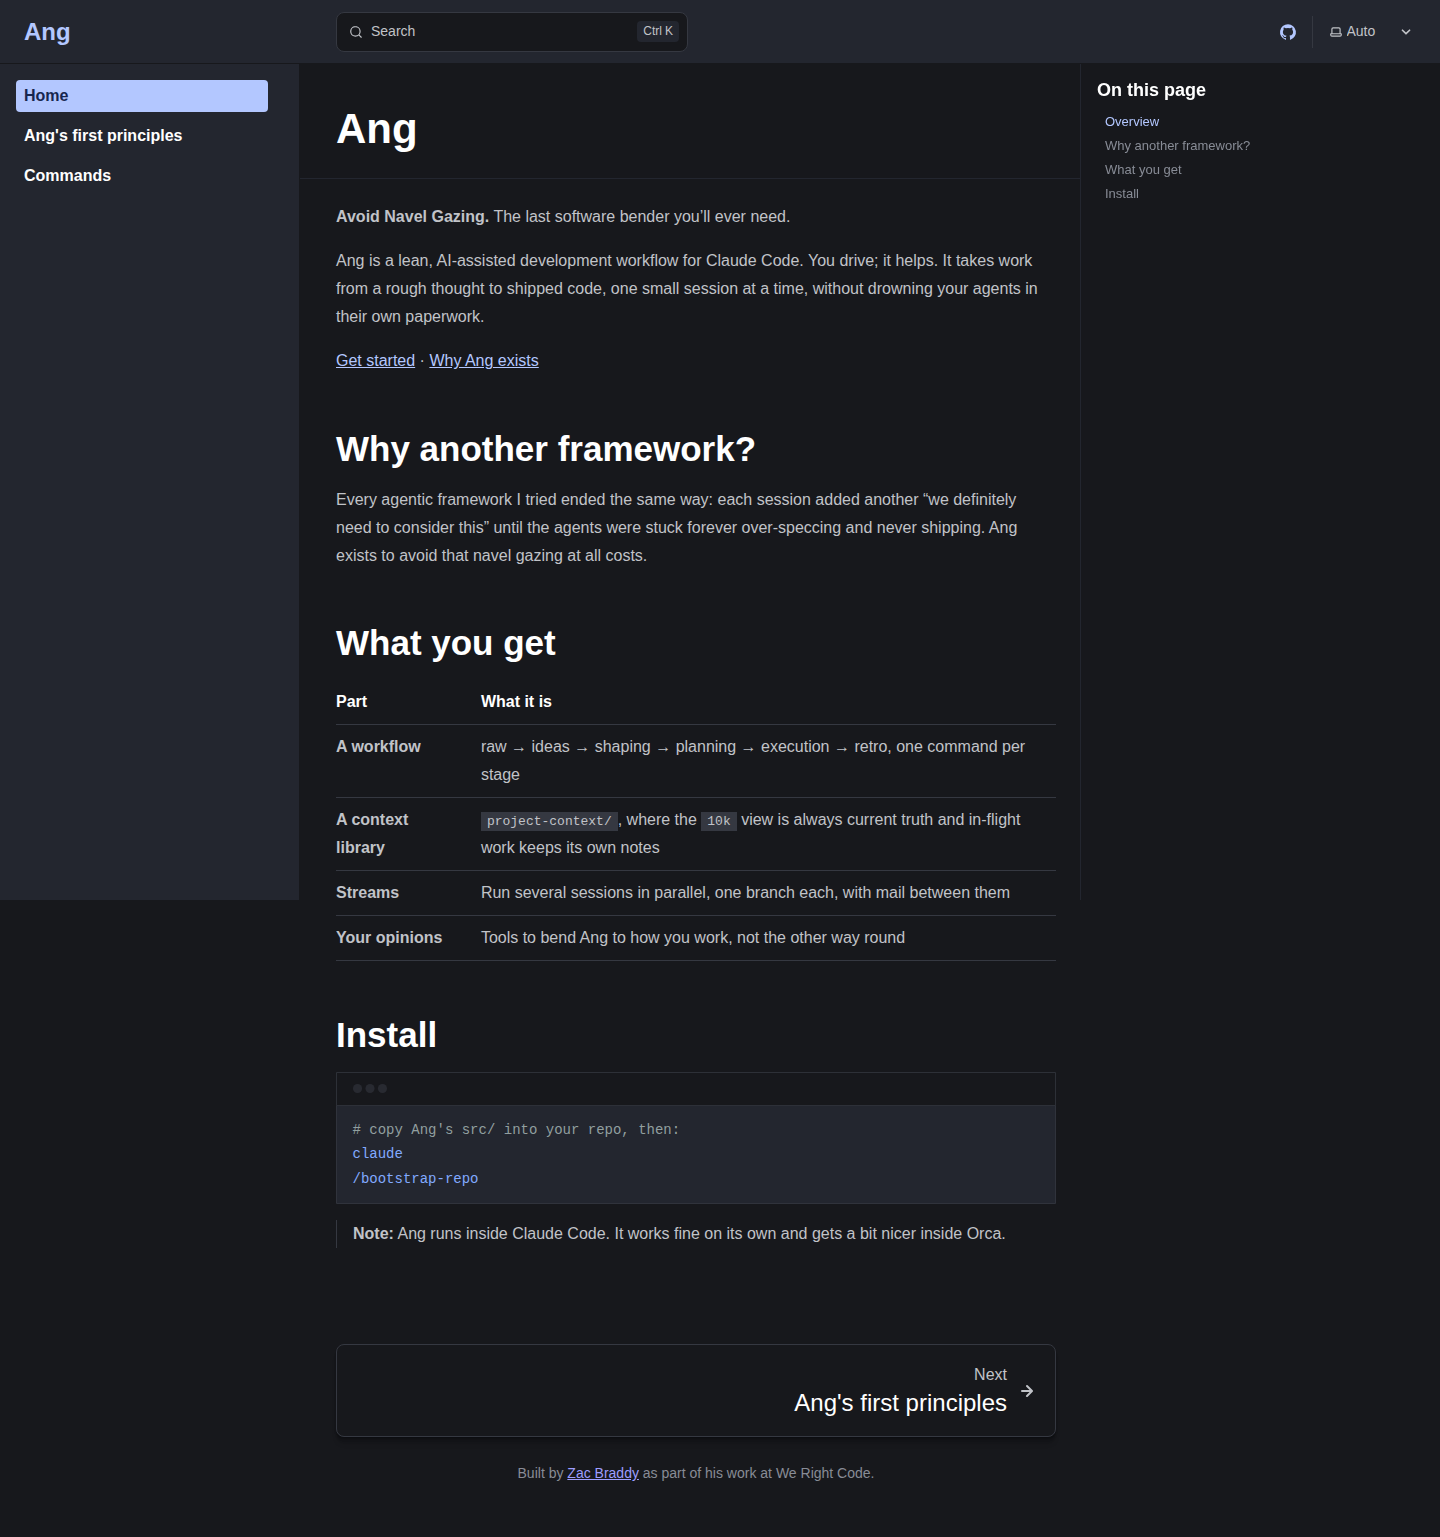 Ang
Search
Ctrl K
Auto
Home
Ang's first principles
Commands
Ang
Avoid Navel Gazing. The last software bender you’ll ever need.
Ang is a lean, AI-assisted development workflow for Claude Code. You drive; it helps. It takes work
from a rough thought to shipped code, one small session at a time, without drowning your agents in
their own paperwork.
Get started · Why Ang exists
Why another framework?
Every agentic framework I tried ended the same way: each session added another “we definitely
need to consider this” until the agents were stuck forever over-speccing and never shipping. Ang
exists to avoid that navel gazing at all costs.
What you get
Part What it is
A workflow raw → ideas → shaping → planning → execution → retro, one command per
stage
A context project-context/, where the 10k view is always current truth and in-flight
library work keeps its own notes
Streams Run several sessions in parallel, one branch each, with mail between them
Your opinions Tools to bend Ang to how you work, not the other way round
Install
# copy Ang's src/ into your repo, then:
claude
/bootstrap-repo
Note: Ang runs inside Claude Code. It works fine on its own and gets a bit nicer inside Orca.
Next
Ang's first principles
Built by Zac Braddy as part of his work at We Right Code.
On this page
Overview
Why another framework?
What you get
Install